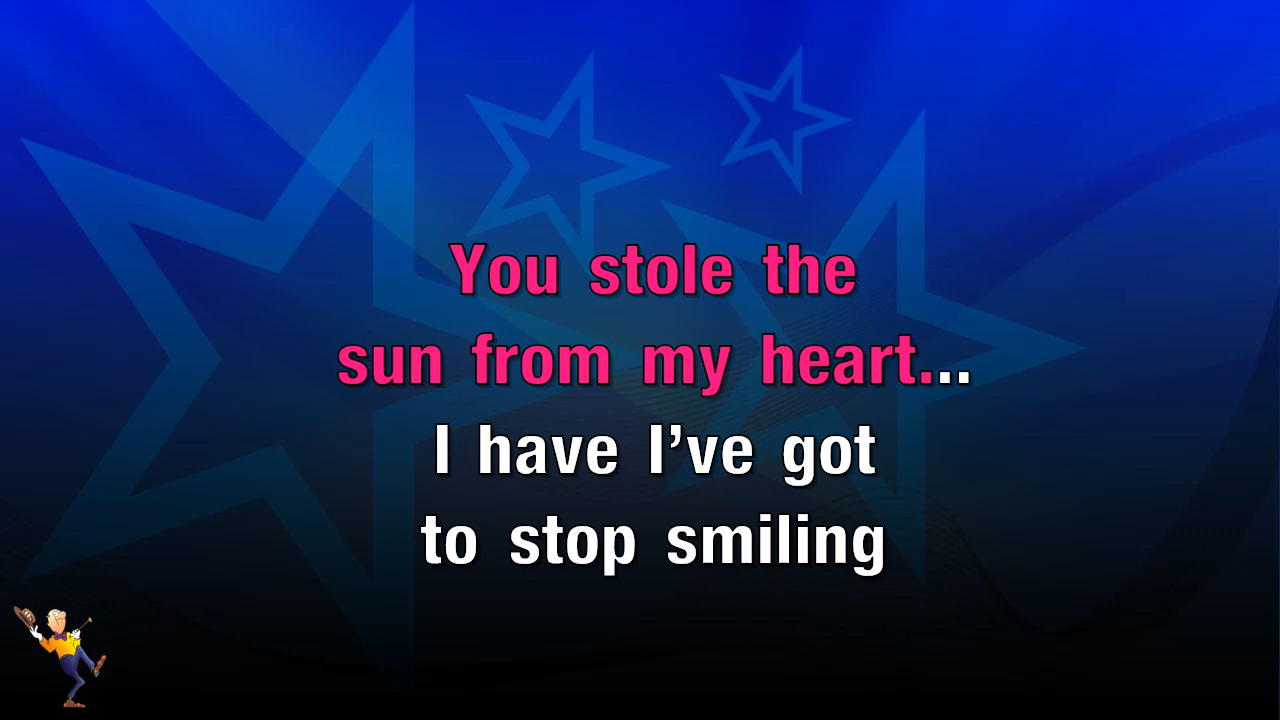 You stole the
sun from my heart...
I have I’ve got
to stop smiling